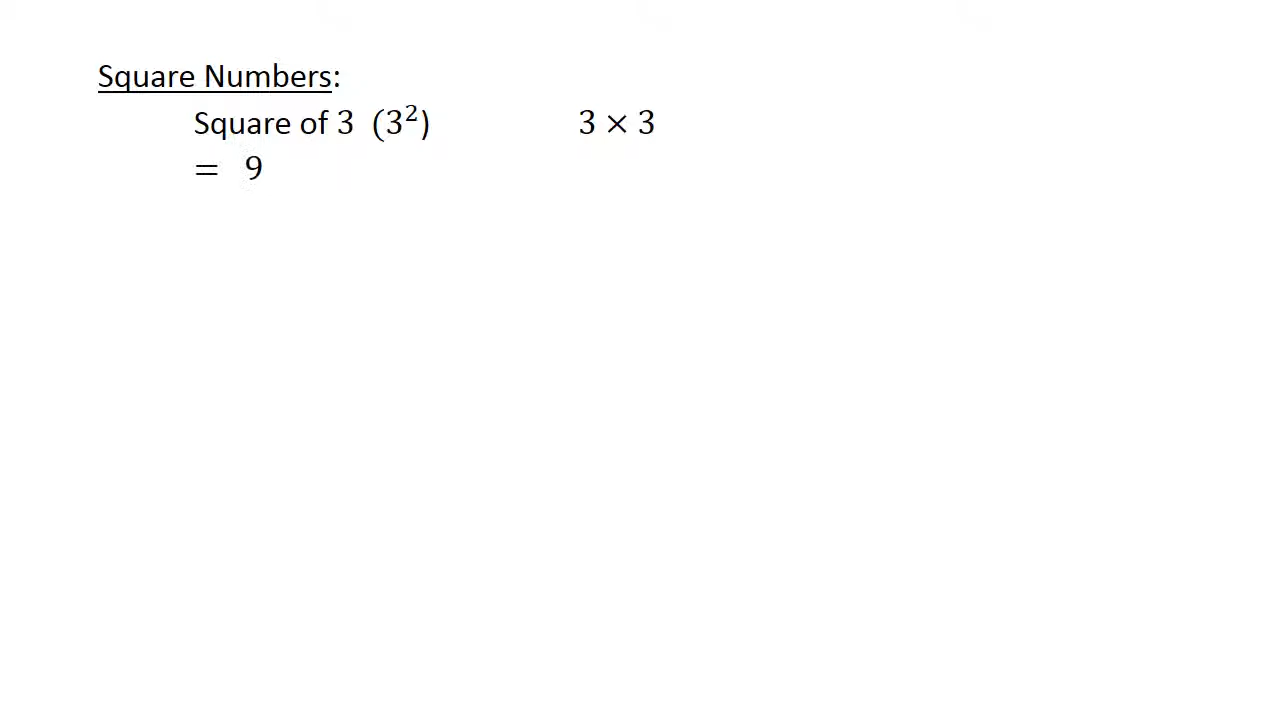 Square Numbers:
Square of 3 (3²) 3 × 3
= 9